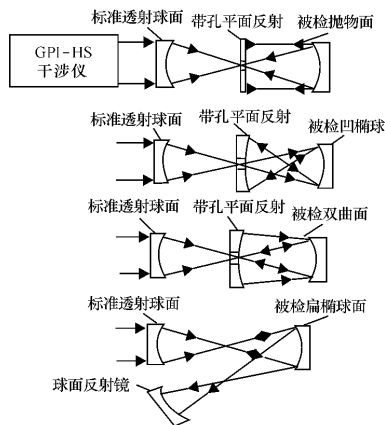 标准透射球面
带孔平面反射
被检抛物面
GPI-HS
干涉仪
标准透射球面
带孔平面反射
被检凹椭球
标准透射球面
带孔平面反射
被检双曲面
标准透射球面
被检扁椭球面
球面反射镜